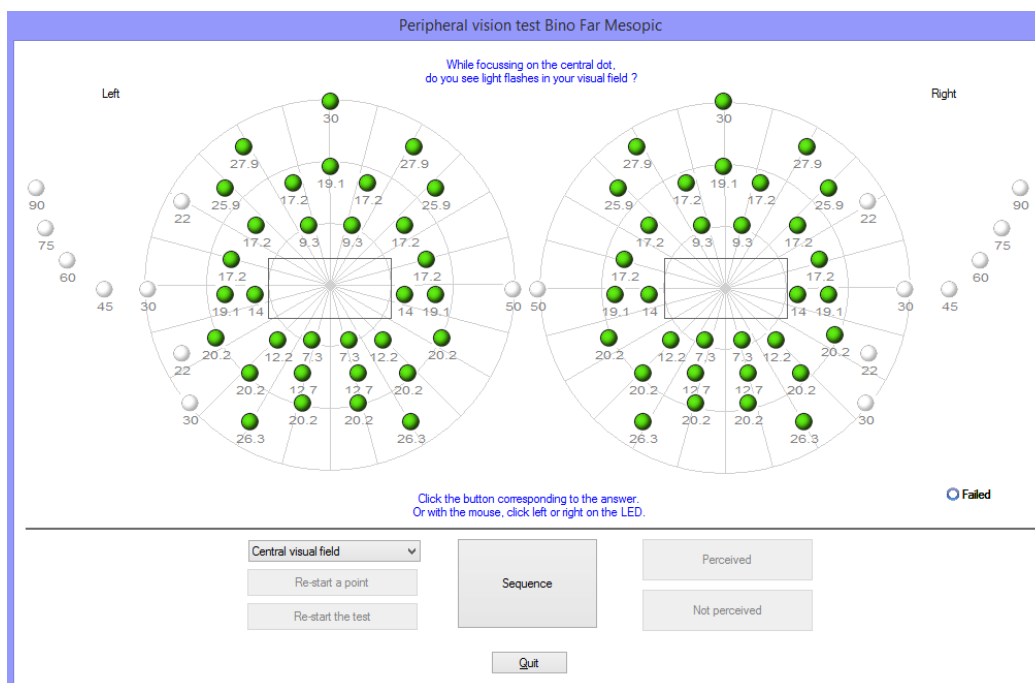 Peripheral vision test Bino Far Mesopic
While focussing on the central dot,
do you see light flashes in your visual field ?
Left
Right
30
30
27.9 27.9
27.9 27.9
19.1
19.1
90
25.9 17.2 17.2 25.9
25.9 17.2 17.2 25.9
90
22
22
75
17.2 9.3 9.3 17.2
17.2 9.3 9.3 17.2
75
60
17.2 17.2
17.2 17.2
60
45 30
19.1 14 14 19.1
50
50
19.1 14 14 19.1
30 45
20.2 20.2
20.2 20.2
22
12.2 7.3 7.3 12.2
12.2 7.3 7.3 12.2
22
20.2 12.7 12.7 20.2
20.2 12.7 12.7 20.2
30
20.2 20.2
20.2 20.2
30
26.3 26.3
26.3 26.3
Click the button corresponding to the answer.
Or with the mouse, click left or right on the LED.
Failed
Central visual field
Re-start a point
Re-start the test
Sequence
Perceived
Not perceived
Quit